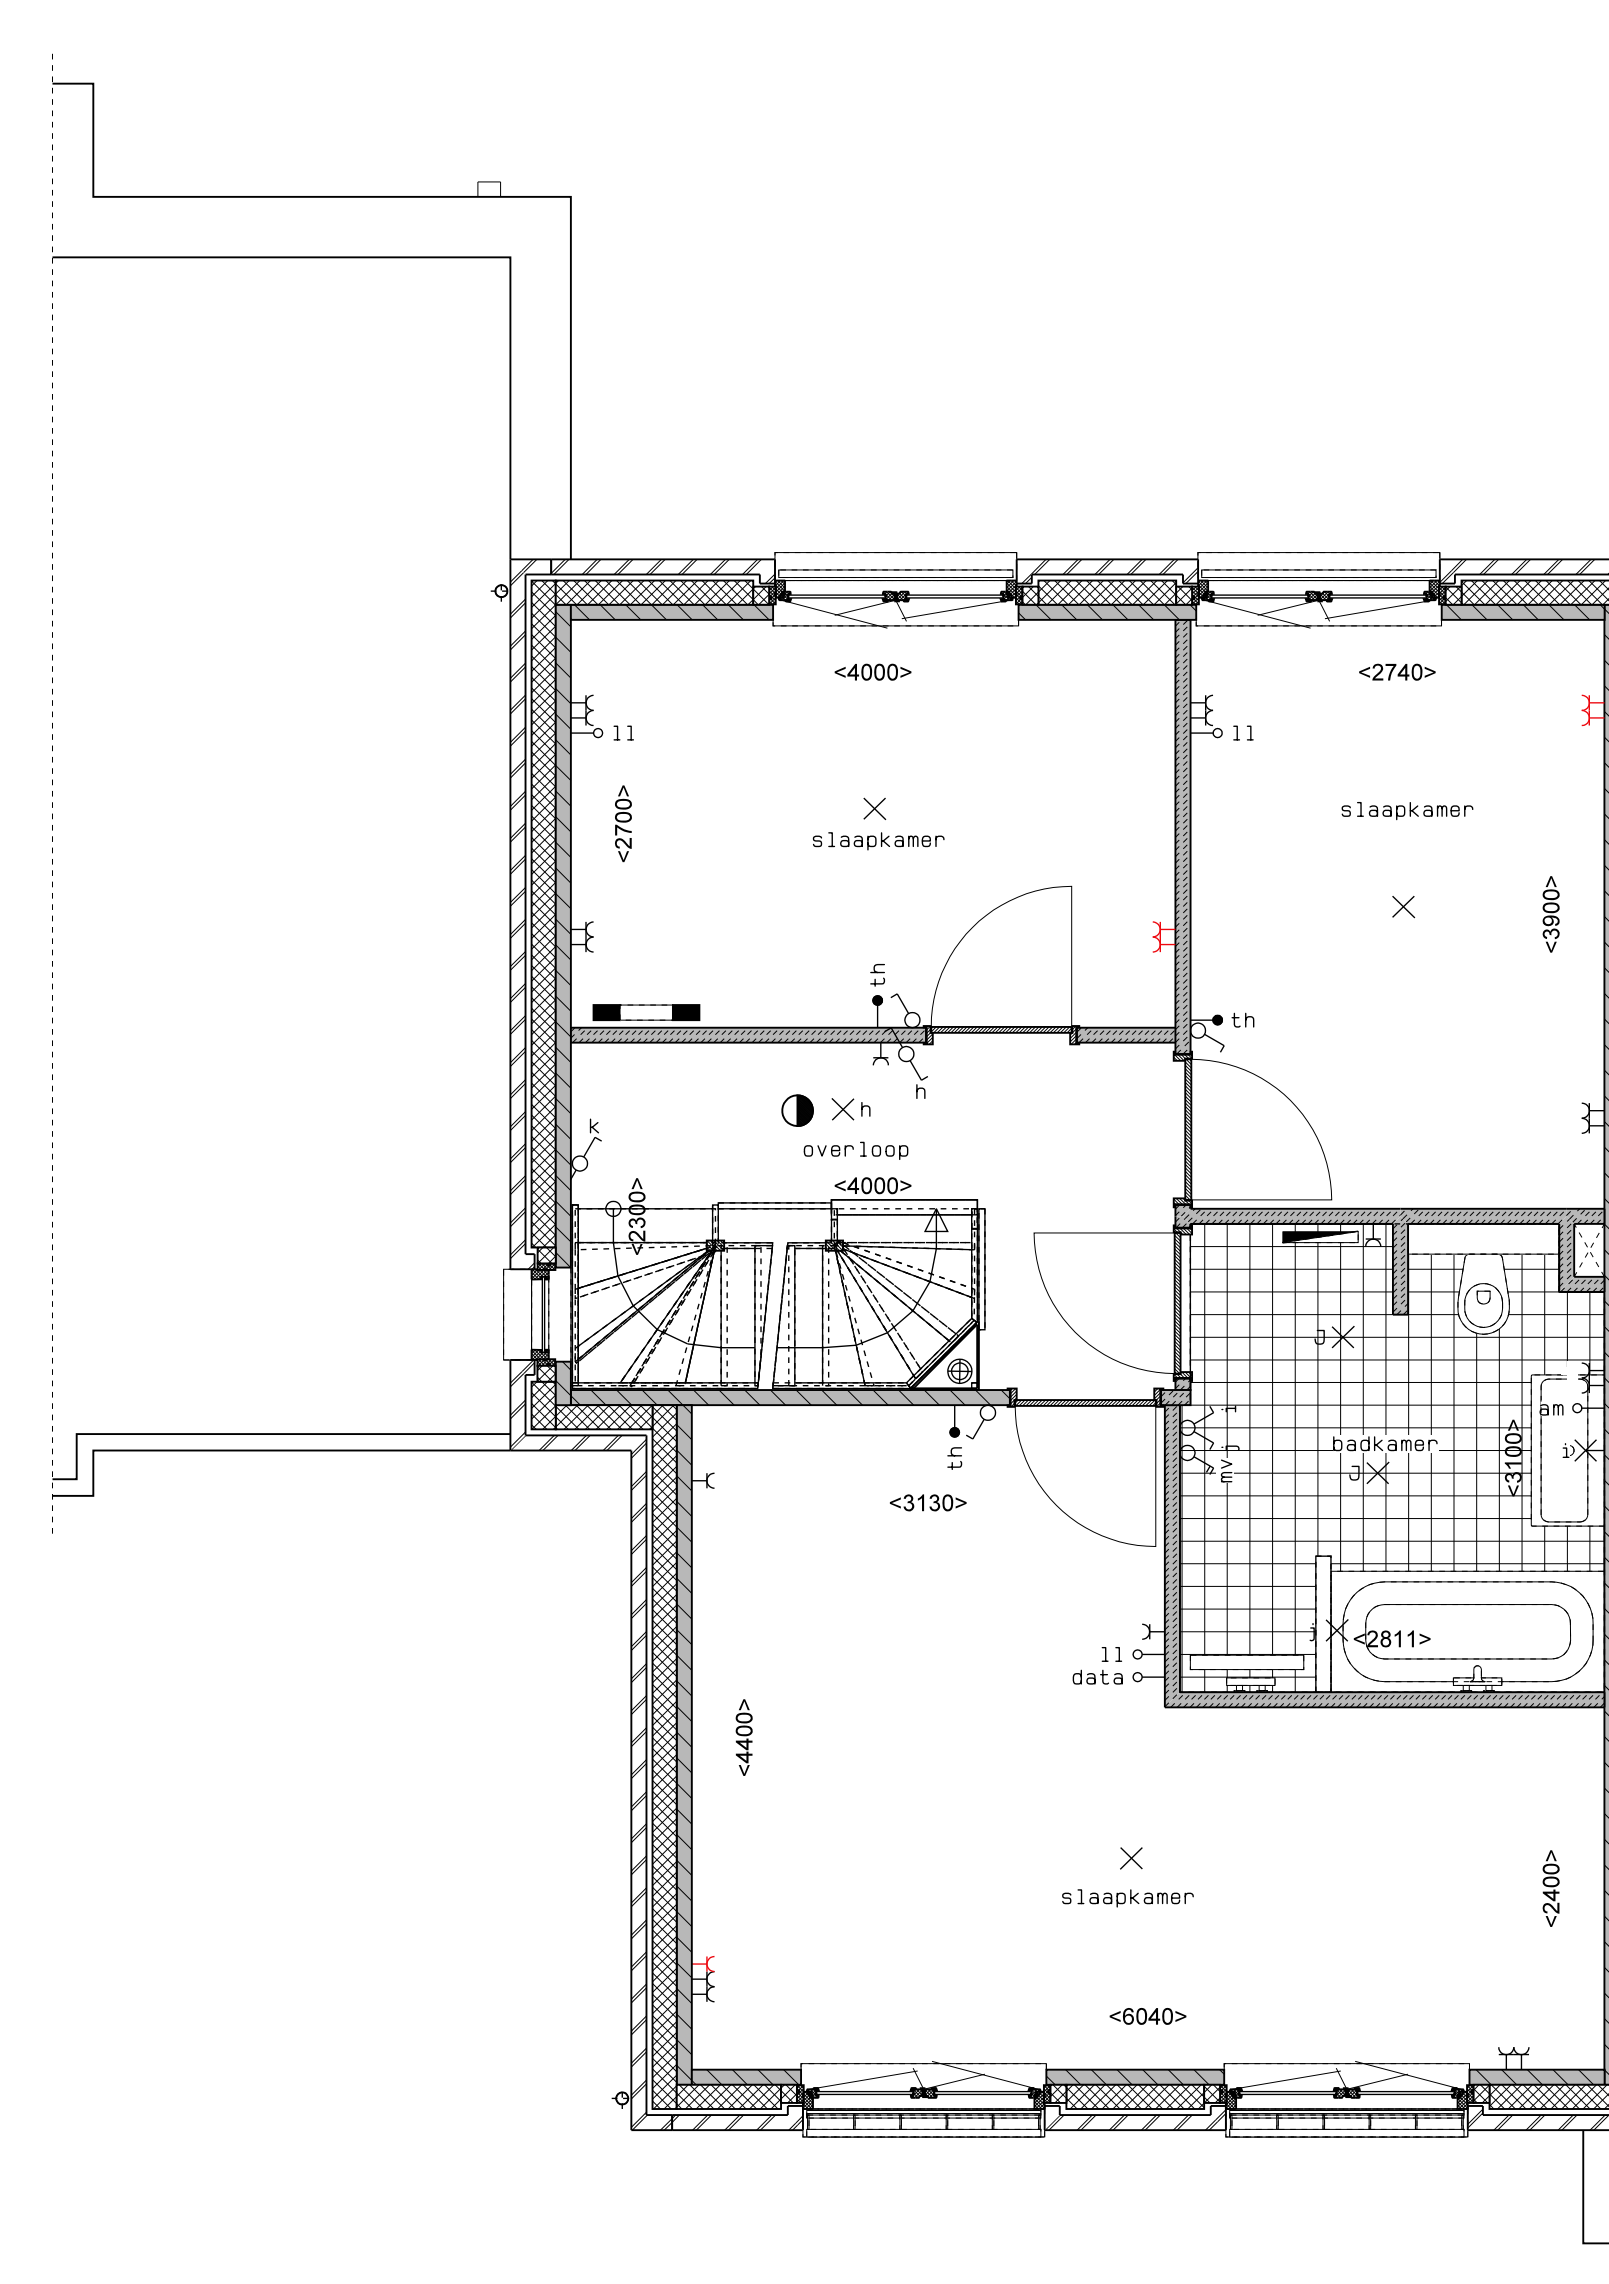 <4000>
<2740>
ll
ll
<2700>
slaapkamer
slaapkamer
<3900>
th
th
h
h
k
overloop
<4000>
<2300>
J
am
i
th
badkamer
J
mvj
<3100>
<3130>
j
<2811>
ll
data
<4400>
slaapkamer
<2400>
<6040>